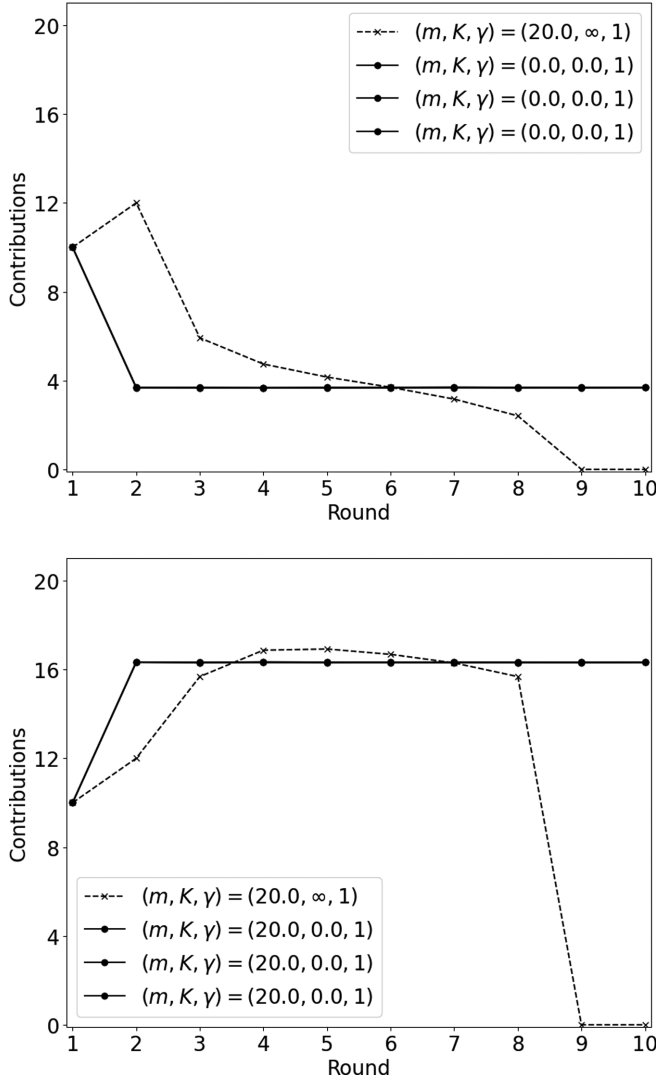 20
16
12
8
4
0
Contributions
(m, K, γ) = (20.0, ∞, 1)
(m, K, γ) = (0.0, 0.0, 1)
(m, K, γ) = (0.0, 0.0, 1)
(m, K, γ) = (0.0, 0.0, 1)
1 2 3 4 5 6 7 8 9 10
Round
20
16
12
8
4
0
Contributions
(m, K, γ) = (20.0, ∞, 1)
(m, K, γ) = (20.0, 0.0, 1)
(m, K, γ) = (20.0, 0.0, 1)
(m, K, γ) = (20.0, 0.0, 1)
1 2 3 4 5 6 7 8 9 10
Round